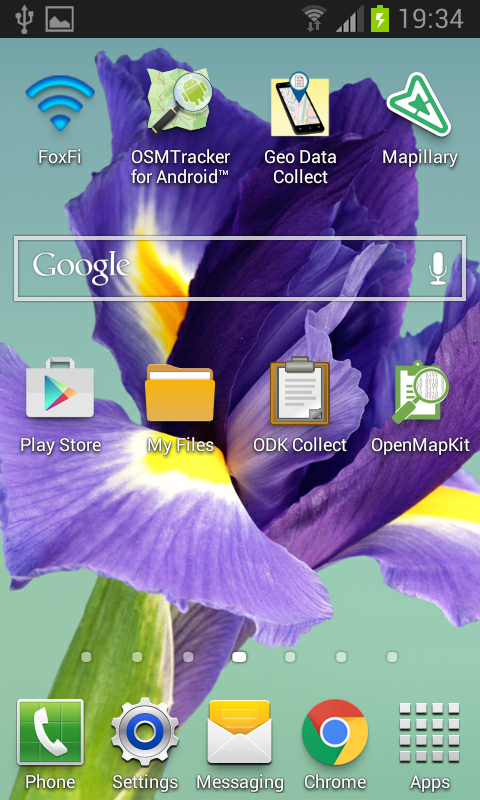 19:34
FoxFi
OSMTracker
for Android™
Geo Data
Collect
Mapillary
Google
Play Store
My Files
ODK Collect
OpenMapKit
Phone
Settings
Messaging
Chrome
Apps